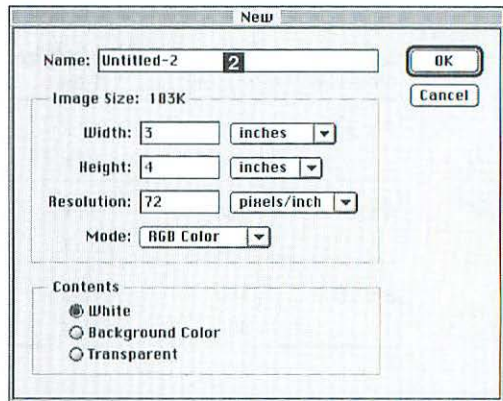 New
Name: Untitled-2 2 OK
Image Size: 183K Cancel
Width: 3 inches
Height: 4 inches
Resolution: 72 pixels/inch
Mode: RGB Color
Contents
White
Background Color
Transparent